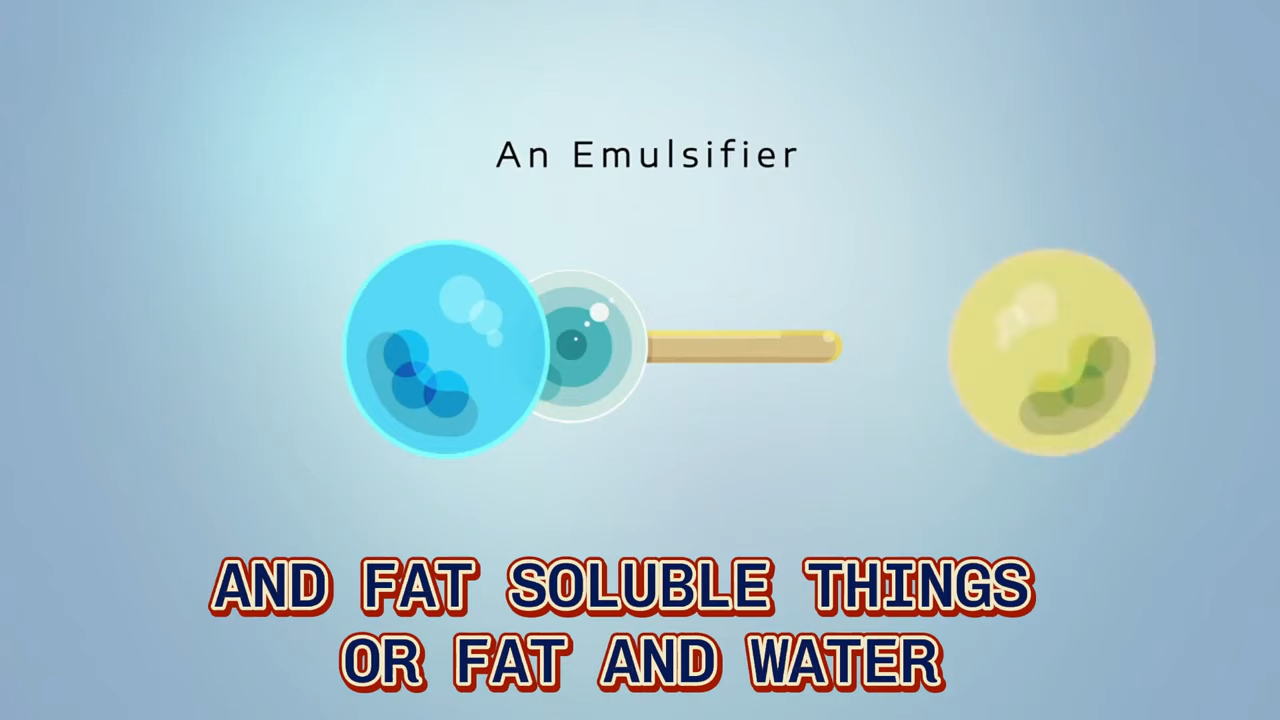 An Emulsifier
AND FAT SOLUBLE THINGS
OR FAT AND WATER